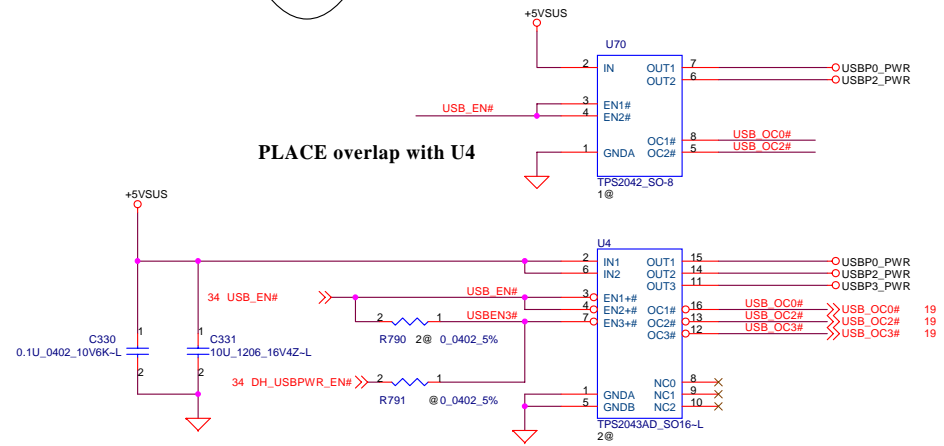 +5VSUS
U70
2 IN OUT1 7 USBP0_PWR
OUT2 6 USBP2_PWR
USB_EN# 3 EN1#
4 EN2#
OC1# 8 USB_OC0#
1 GNDA OC2# 5 USB_OC2#
TPS2042_SO-8
1@
PLACE overlap with U4
+5VSUS
U4
2 IN1 OUT1 15 USBP0_PWR
6 IN2 OUT2 14 USBP2_PWR
OUT3 11 USBP3_PWR
34 USB_EN# USB_EN# 3 EN1+#
4 EN2+# OC1# 16 USB_OC0# USB_OC0# 19
2 1 USBEN3# 7 EN3+# OC2# 13 USB_OC2# USB_OC2# 19
OC3# 12 USB_OC3# USB_OC3# 19
R790 2@ 0_0402_5%
C330 1 2
0.1U_0402_10V6K~L
C331 1 2
10U_1206_16V4Z~L
34 DH_USBPWR_EN# 2 1
R791 @ 0_0402_5%
NC0 8
1 GNDA NC1 9
5 GNDB NC2 10
TPS2043AD_SO16~L
2@